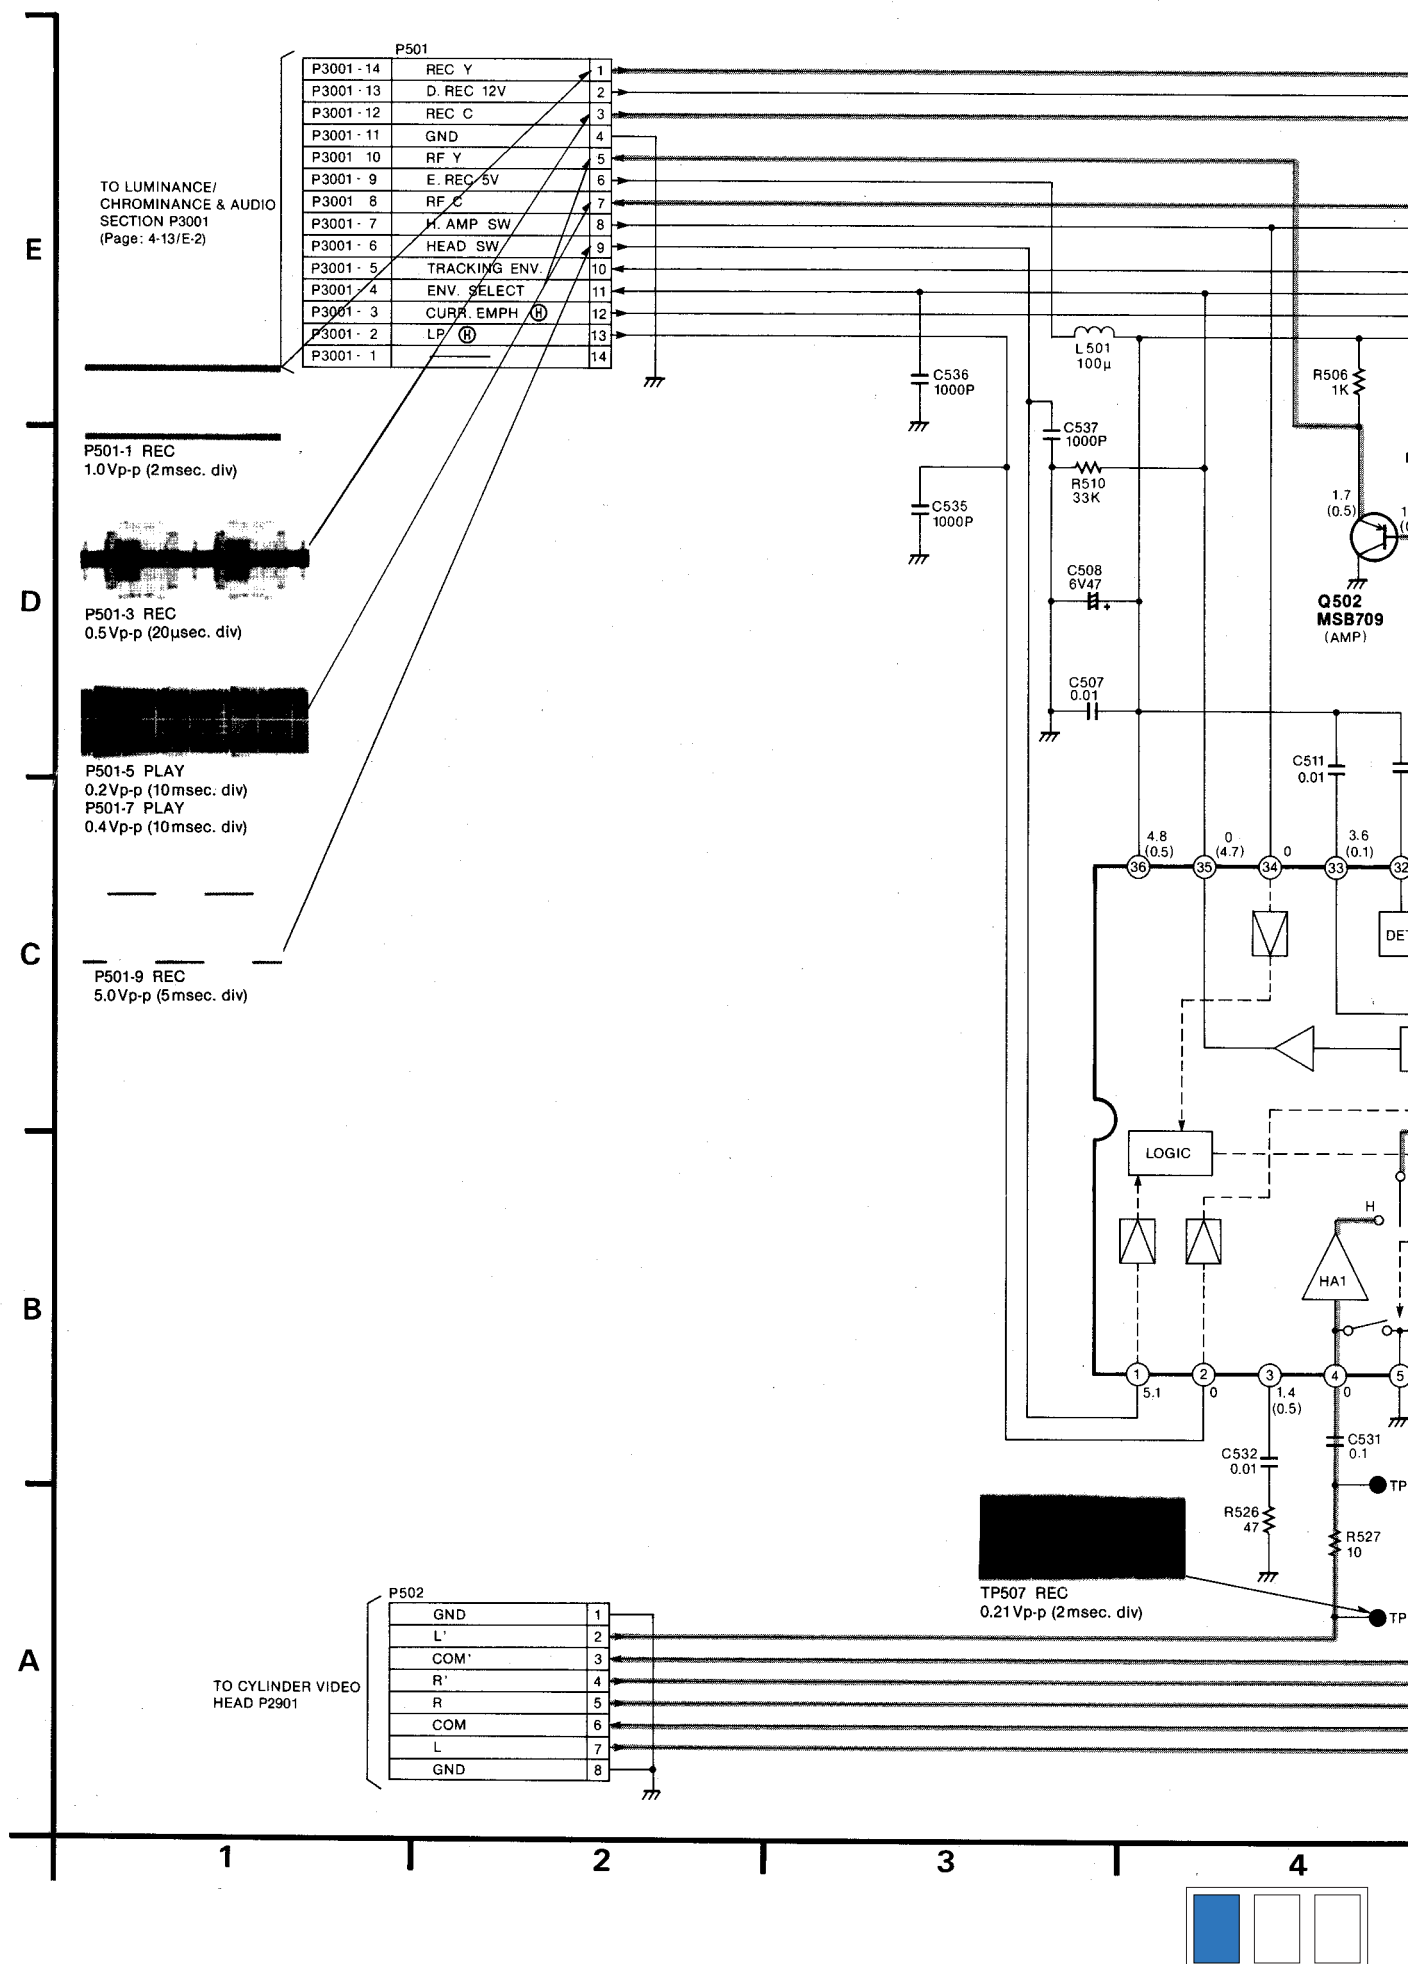 P501
P3001 - 14 REC Y 1
P3001 - 13 D. REC 12V 2
P3001 - 12 REC C 3
P3001 - 11 GND 4
P3001 10 RF Y 5
P3001 - 9 E. REC 5V 6
P3001 8 RF C 7
P3001 - 7 H. AMP SW 8
P3001 - 6 HEAD SW 9
P3001 - 5 TRACKING ENV. 10
P3001 - 4 ENV. SELECT 11
P3001 - 3 CURR. EMPH Ⓗ 12
P3001 - 2 LP Ⓗ 13
P3001 - 1 14
TO LUMINANCE/
CHROMINANCE & AUDIO
SECTION P3001
(Page: 4-13/E-2)
E
L501
100µ
R506
1K
C536
1000P
C537
1000P
R510
33K
C535
1000P
1.7
(0.5)
P501-1 REC
1.0Vp-p (2msec. div)
C508
6V47
+
Q502
MSB709
(AMP)
D
P501-3 REC
0.5Vp-p (20µsec. div)
C507
0.01
C511
0.01
P501-5 PLAY
0.2Vp-p (10msec. div)
P501-7 PLAY
0.4Vp-p (10msec. div)
4.8
(0.5)
0
(4.7)
0
3.6
(0.1)
36 35 34 33 32
C
P501-9 REC
5.0Vp-p (5msec. div)
LOGIC
H
HA1
B
1 2 3 4 5
5.1 0 1.4
(0.5)
0
C531
0.1
C532
0.01
TP
R526
47
R527
10
TP507 REC
0.21Vp-p (2msec. div)
TP
P502
GND 1
L' 2
COM' 3
R' 4
R 5
COM 6
L 7
GND 8
TO CYLINDER VIDEO
HEAD P2901
A
1 2 3 4